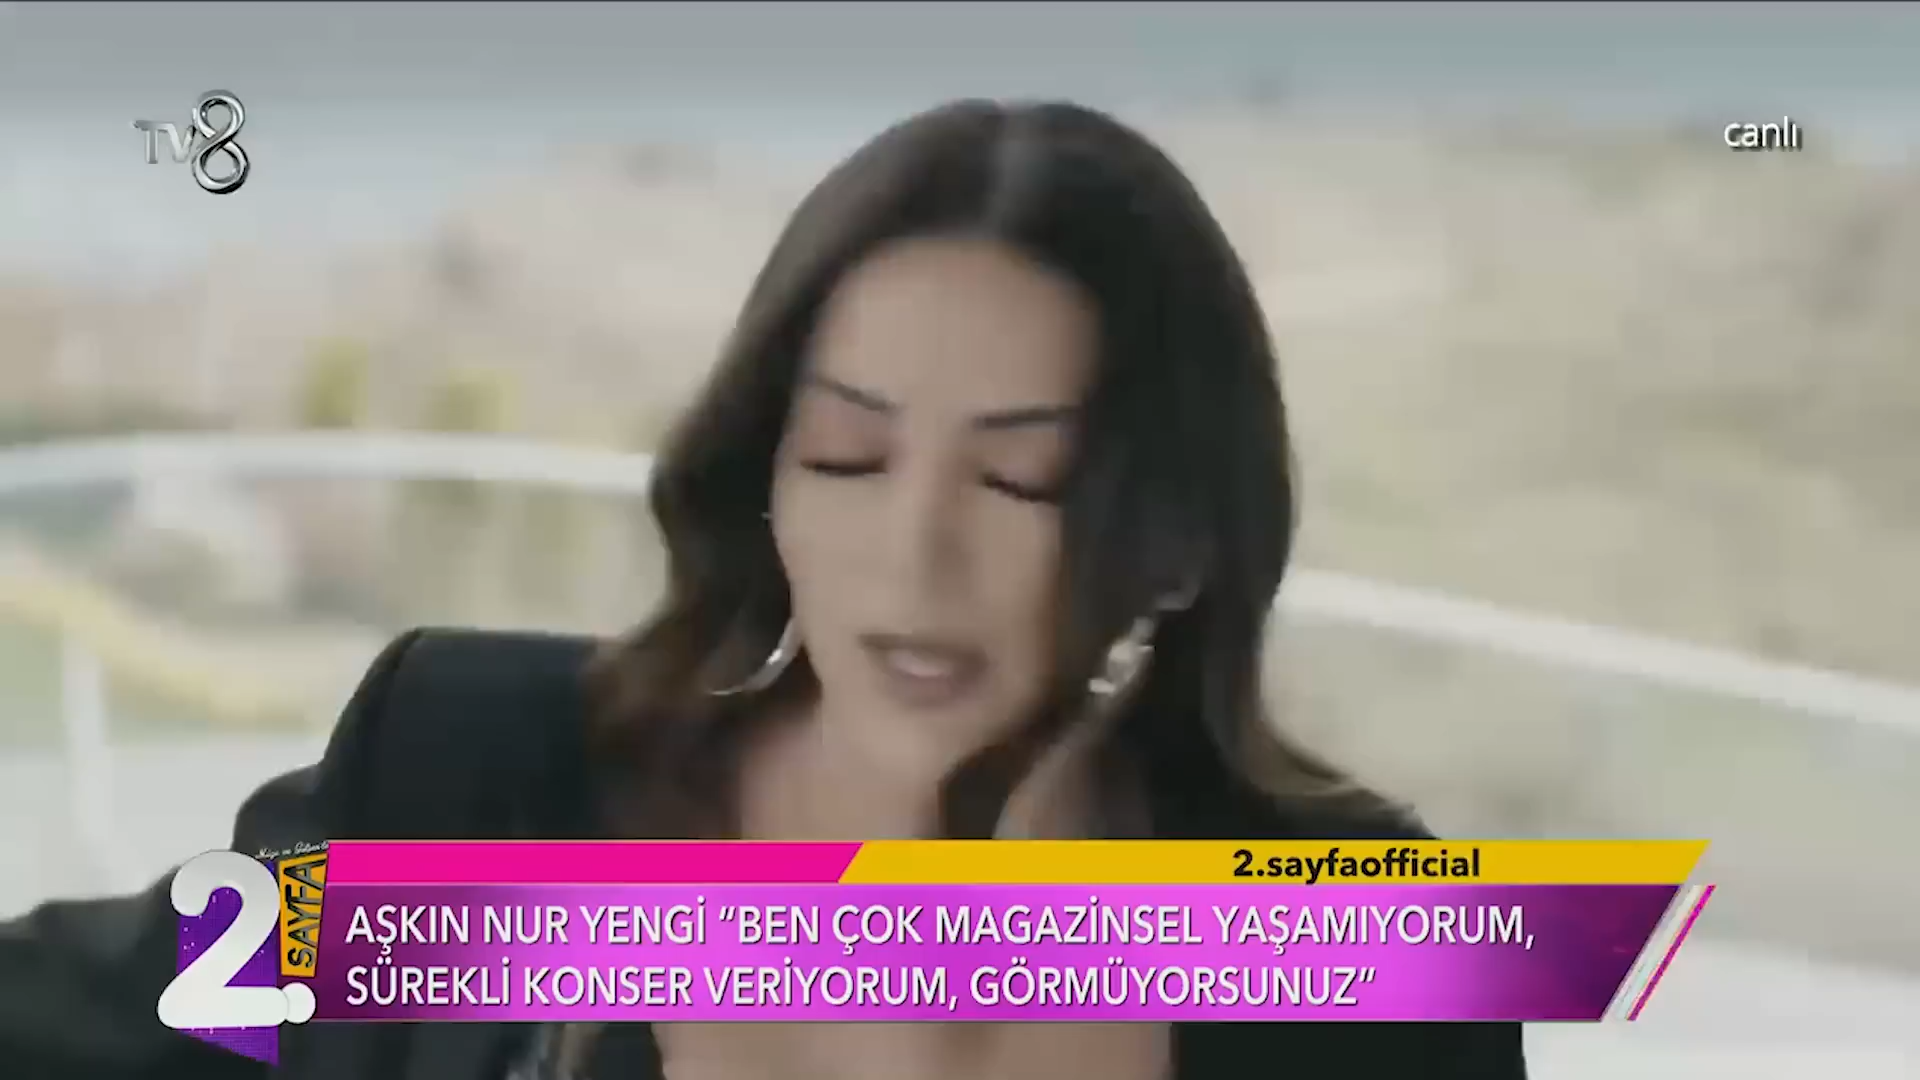 TV8
canlı
2.sayfaofficial
2. SAYFA
AŞKIN NUR YENGİ “BEN ÇOK MAGAZİNSEL YAŞAMIYORUM,
SÜREKLİ KONSER VERİYORUM, GÖRMÜYORSUNUZ”